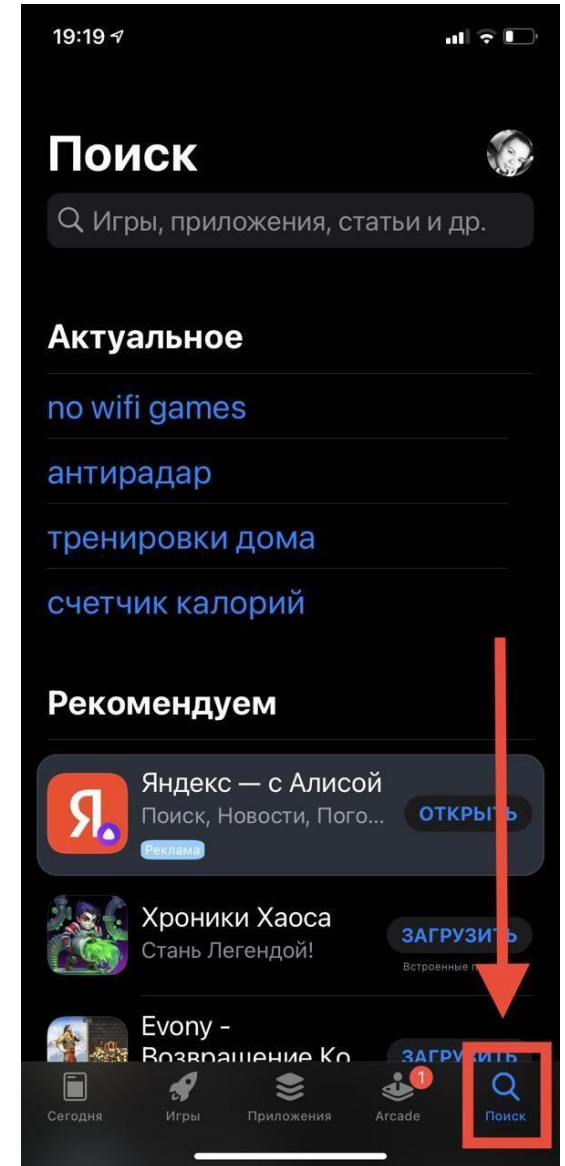 19:19
Поиск
Игры, приложения, статьи и др.
Актуальное
no wifi games
антирадар
тренировки дома
счетчик калорий
Рекомендуем
Я
Яндекс — с Алисой
Поиск, Новости, Пого...
ОТКРЫТЬ
Реклама
Хроники Хаоса
Стань Легендой!
ЗАГРУЗИТЬ
Встроенные
Evony -
Возвращение Ко
ЗАГРУЗИТЬ
1
Сегодня
Игры
Приложения
Arcade
Поиск